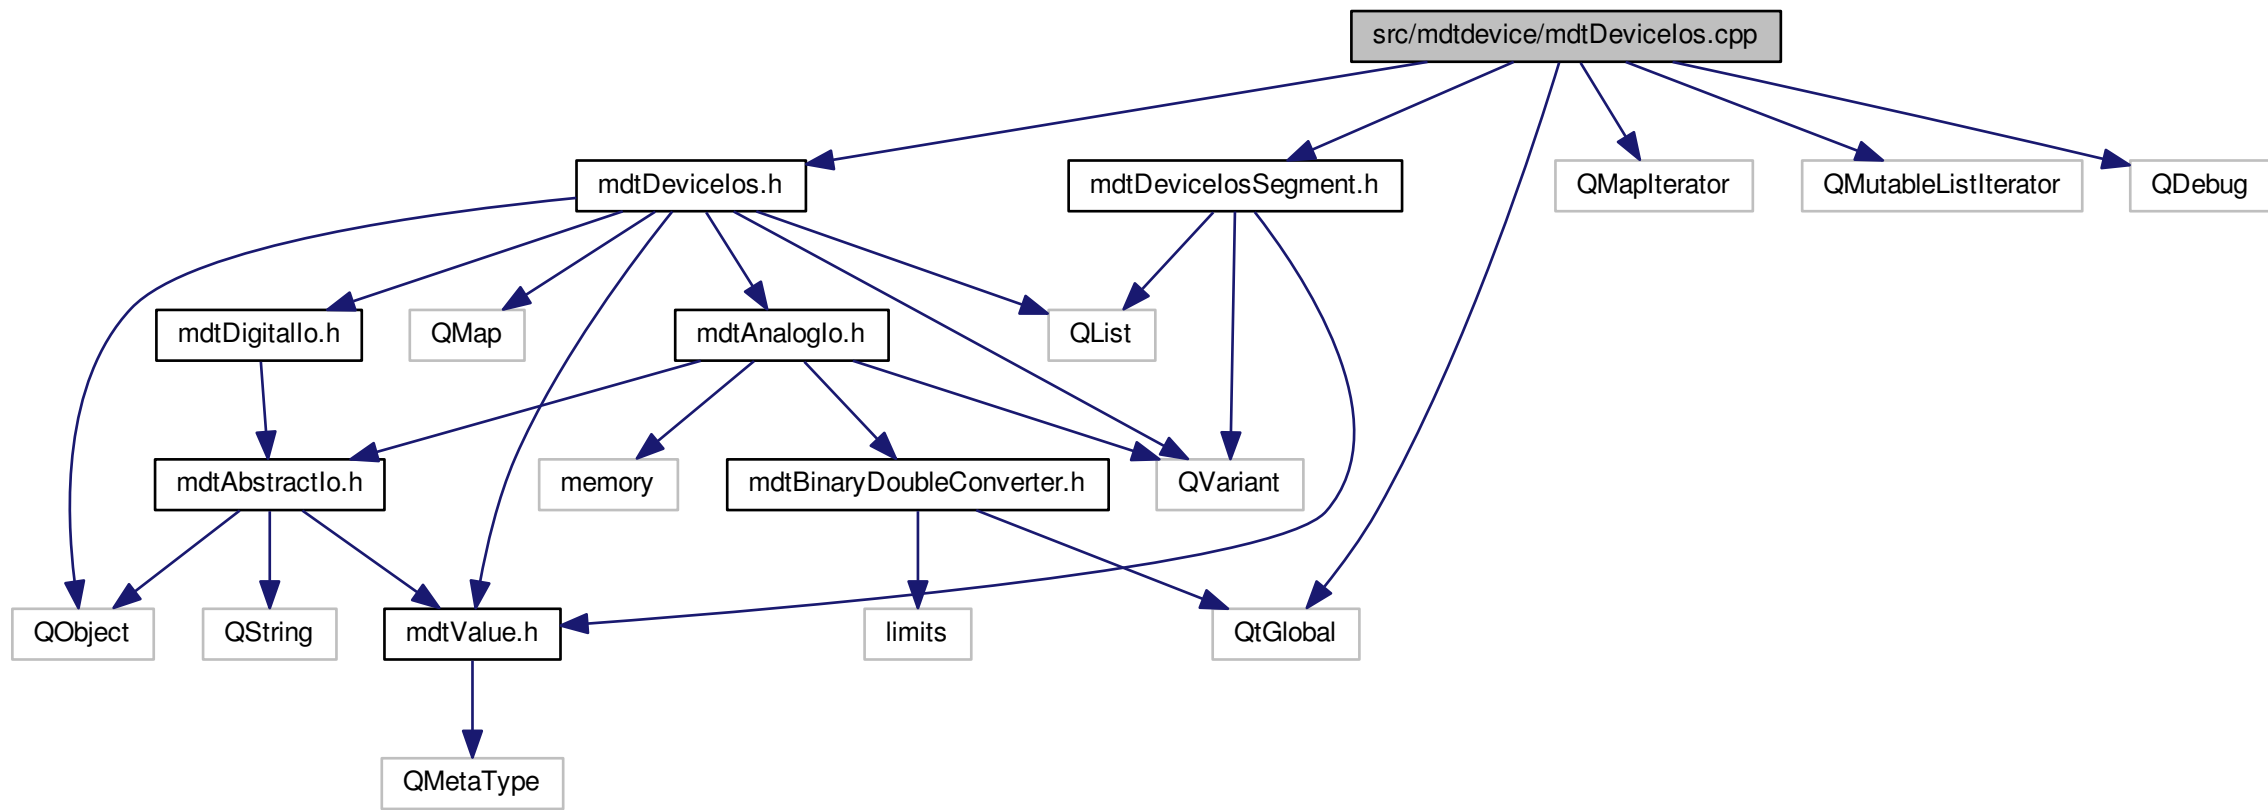 src/mdtdevice/mdtDeviceIos.cpp
mdtDeviceIos.h
mdtDeviceIosSegment.h
QMapIterator
QMutableListIterator
QDebug
mdtDigitalIo.h
QMap
mdtAnalogIo.h
QList
mdtAbstractIo.h
memory
mdtBinaryDoubleConverter.h
QVariant
QObject
QString
mdtValue.h
limits
QtGlobal
QMetaType